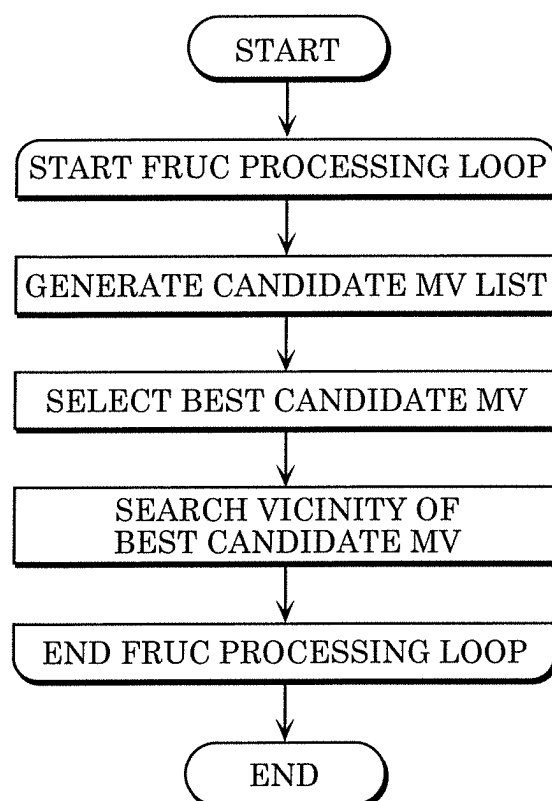 START
START FRUC PROCESSING LOOP
GENERATE CANDIDATE MV LIST
SELECT BEST CANDIDATE MV
SEARCH VICINITY OF
BEST CANDIDATE MV
END FRUC PROCESSING LOOP
END